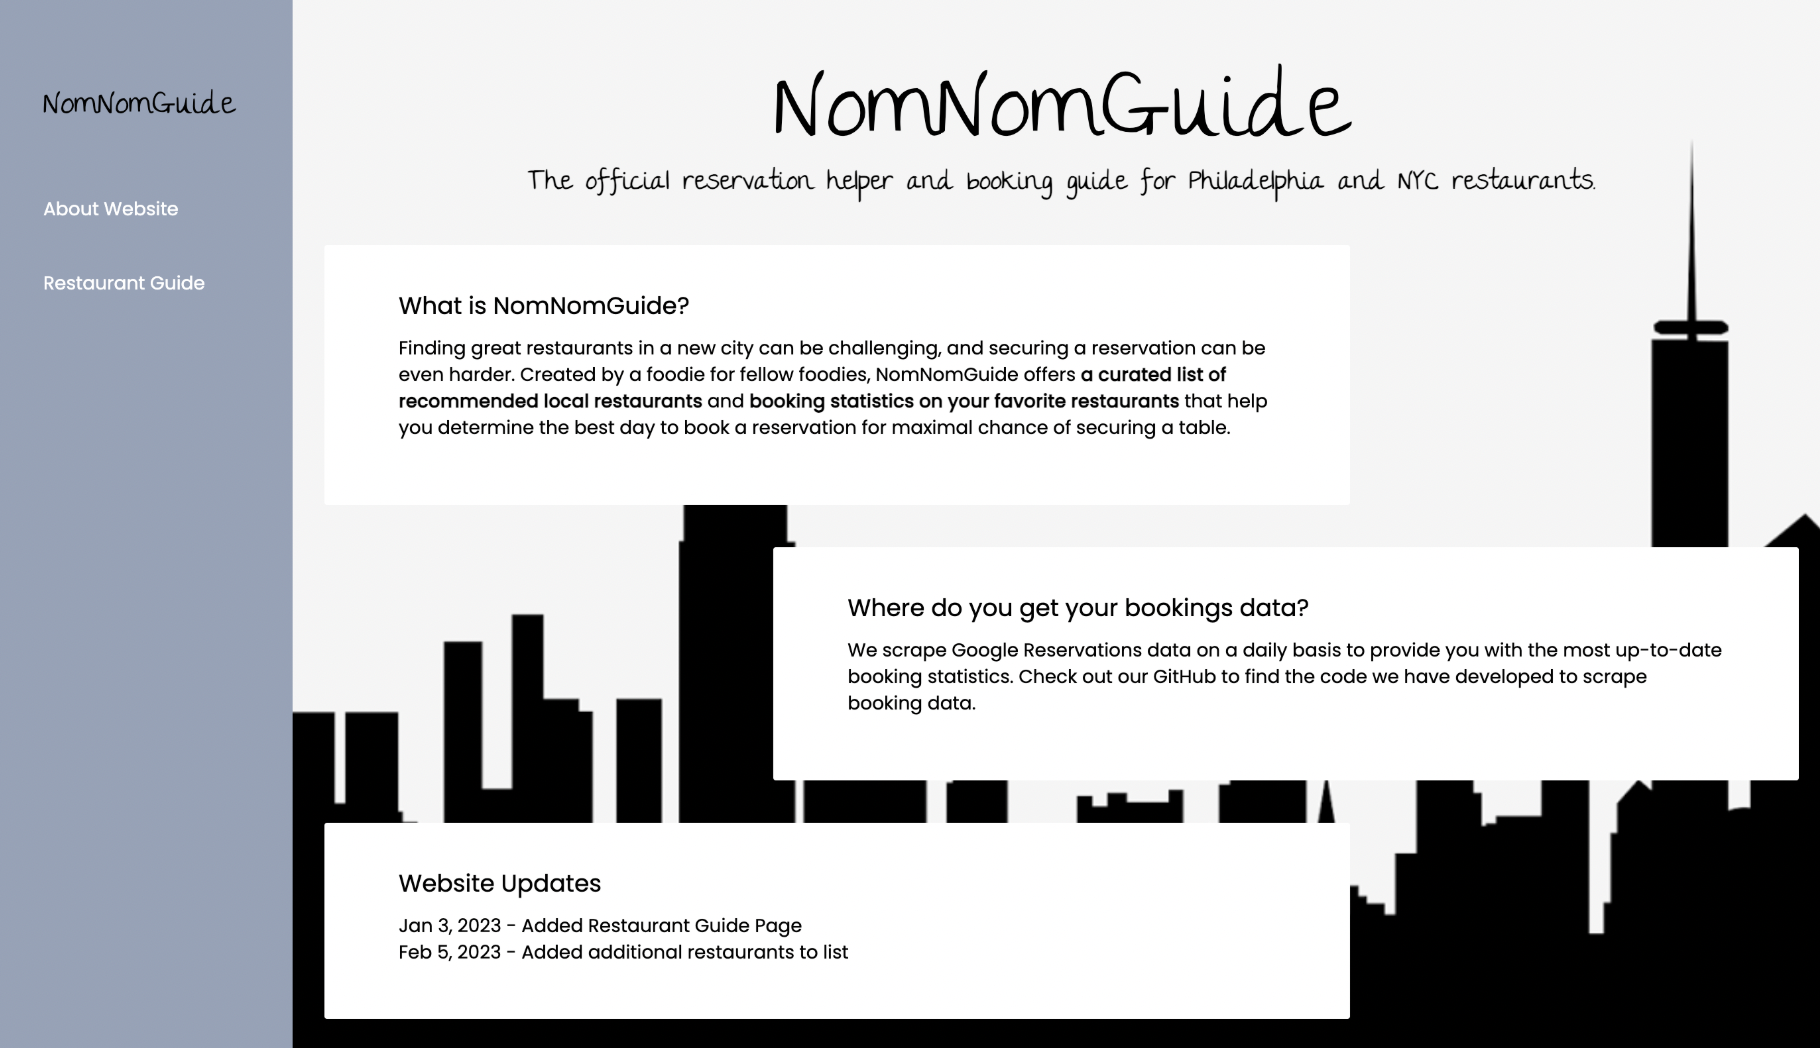 NomNomGuide
About Website
Restaurant Guide
NomNomGuide
The official reservation helper and booking guide for Philadelphia and NYC restaurants.
What is NomNomGuide?
Finding great restaurants in a new city can be challenging, and securing a reservation can be
even harder. Created by a foodie for fellow foodies, NomNomGuide offers a curated list of
recommended local restaurants and booking statistics on your favorite restaurants that help
you determine the best day to book a reservation for maximal chance of securing a table.
Where do you get your bookings data?
We scrape Google Reservations data on a daily basis to provide you with the most up-to-date
booking statistics. Check out our GitHub to find the code we have developed to scrape
booking data.
Website Updates
Jan 3, 2023 - Added Restaurant Guide Page
Feb 5, 2023 - Added additional restaurants to list